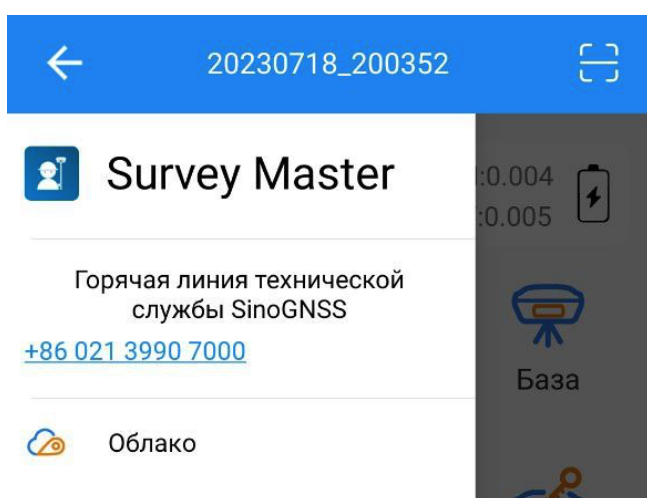 20230718_200352
Survey Master
:0.004
:0.005
Горячая линия технической
службы SinoGNSS
+86 021 3990 7000
База
Облако